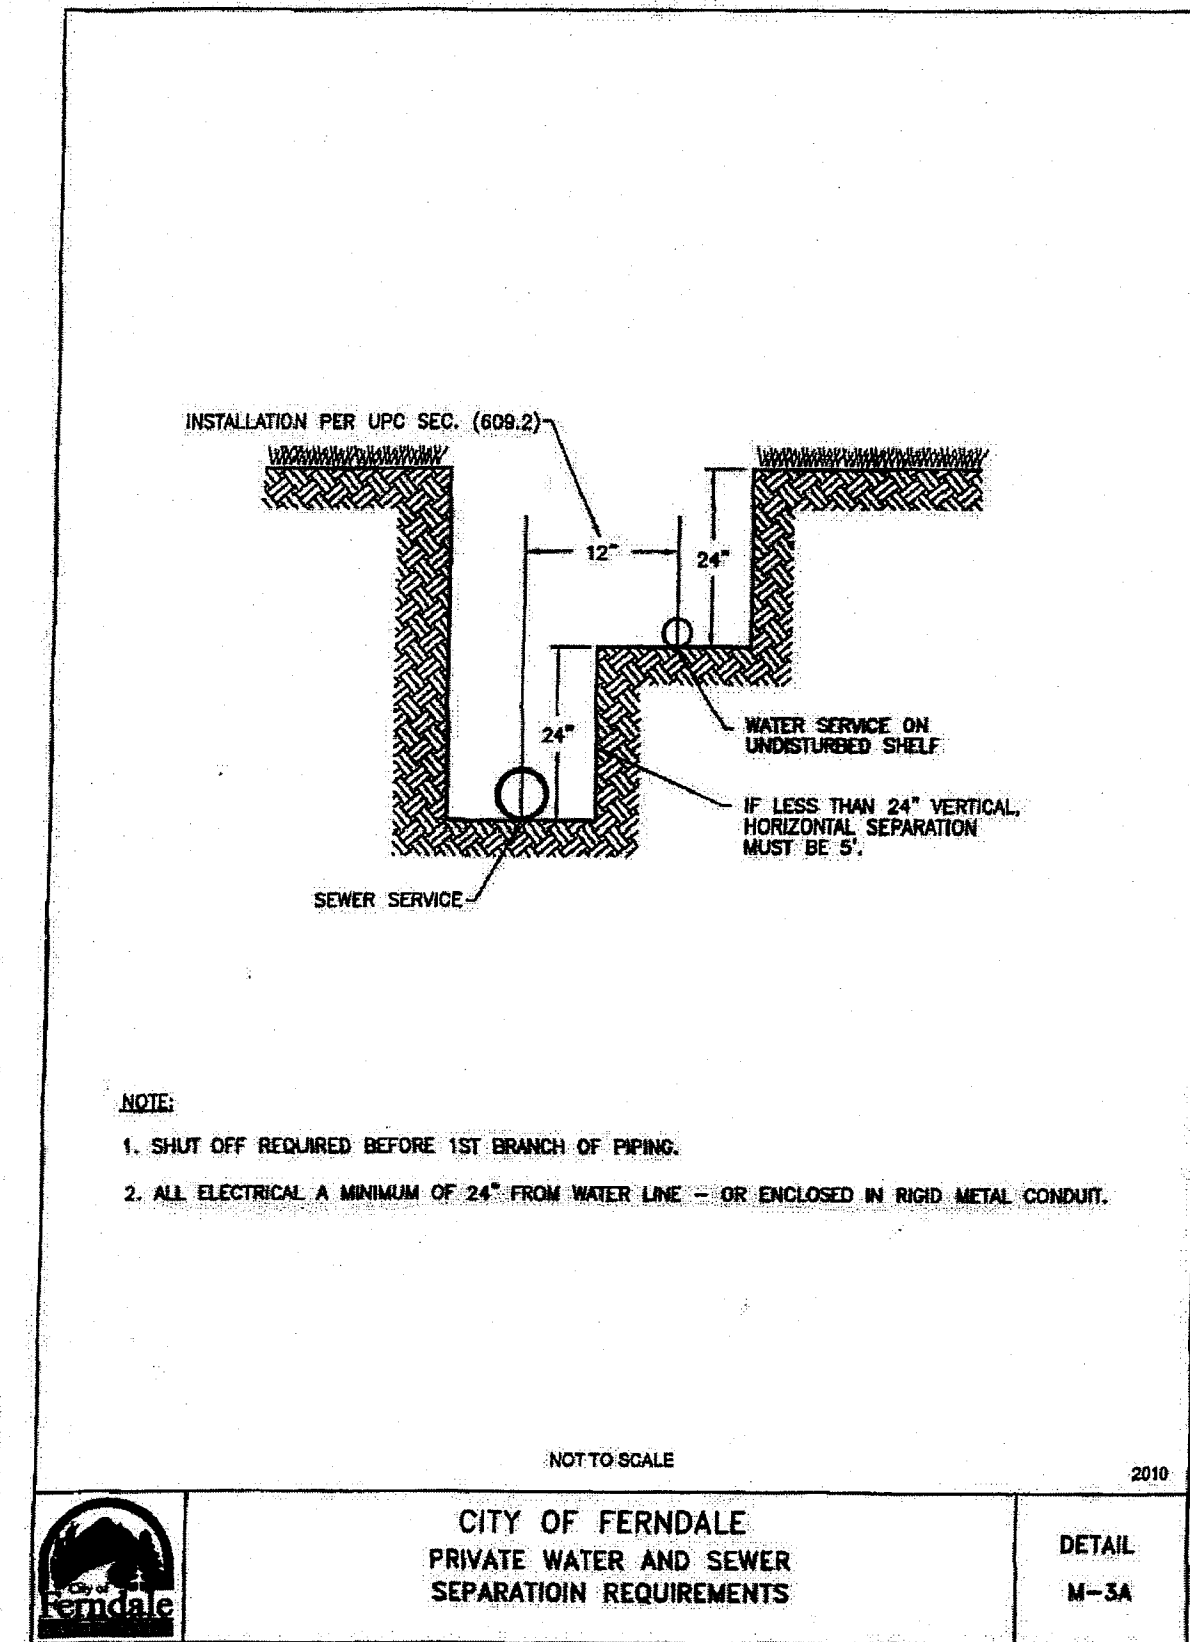 INSTALLATION PER UPC SEC. (609.2)
12"
24"
24"
WATER SERVICE ON
UNDISTURBED SHELF
IF LESS THAN 24" VERTICAL,
HORIZONTAL SEPARATION
MUST BE 5'.
SEWER SERVICE
NOTE:
1. SHUT OFF REQUIRED BEFORE 1ST BRANCH OF PIPING.
2. ALL ELECTRICAL A MINIMUM OF 24" FROM WATER LINE - OR ENCLOSED IN RIGID METAL CONDUIT.
NOT TO SCALE
2010
City of
Ferndale
CITY OF FERNDALE
PRIVATE WATER AND SEWER
SEPARATIOIN REQUIREMENTS
DETAIL
M-3A